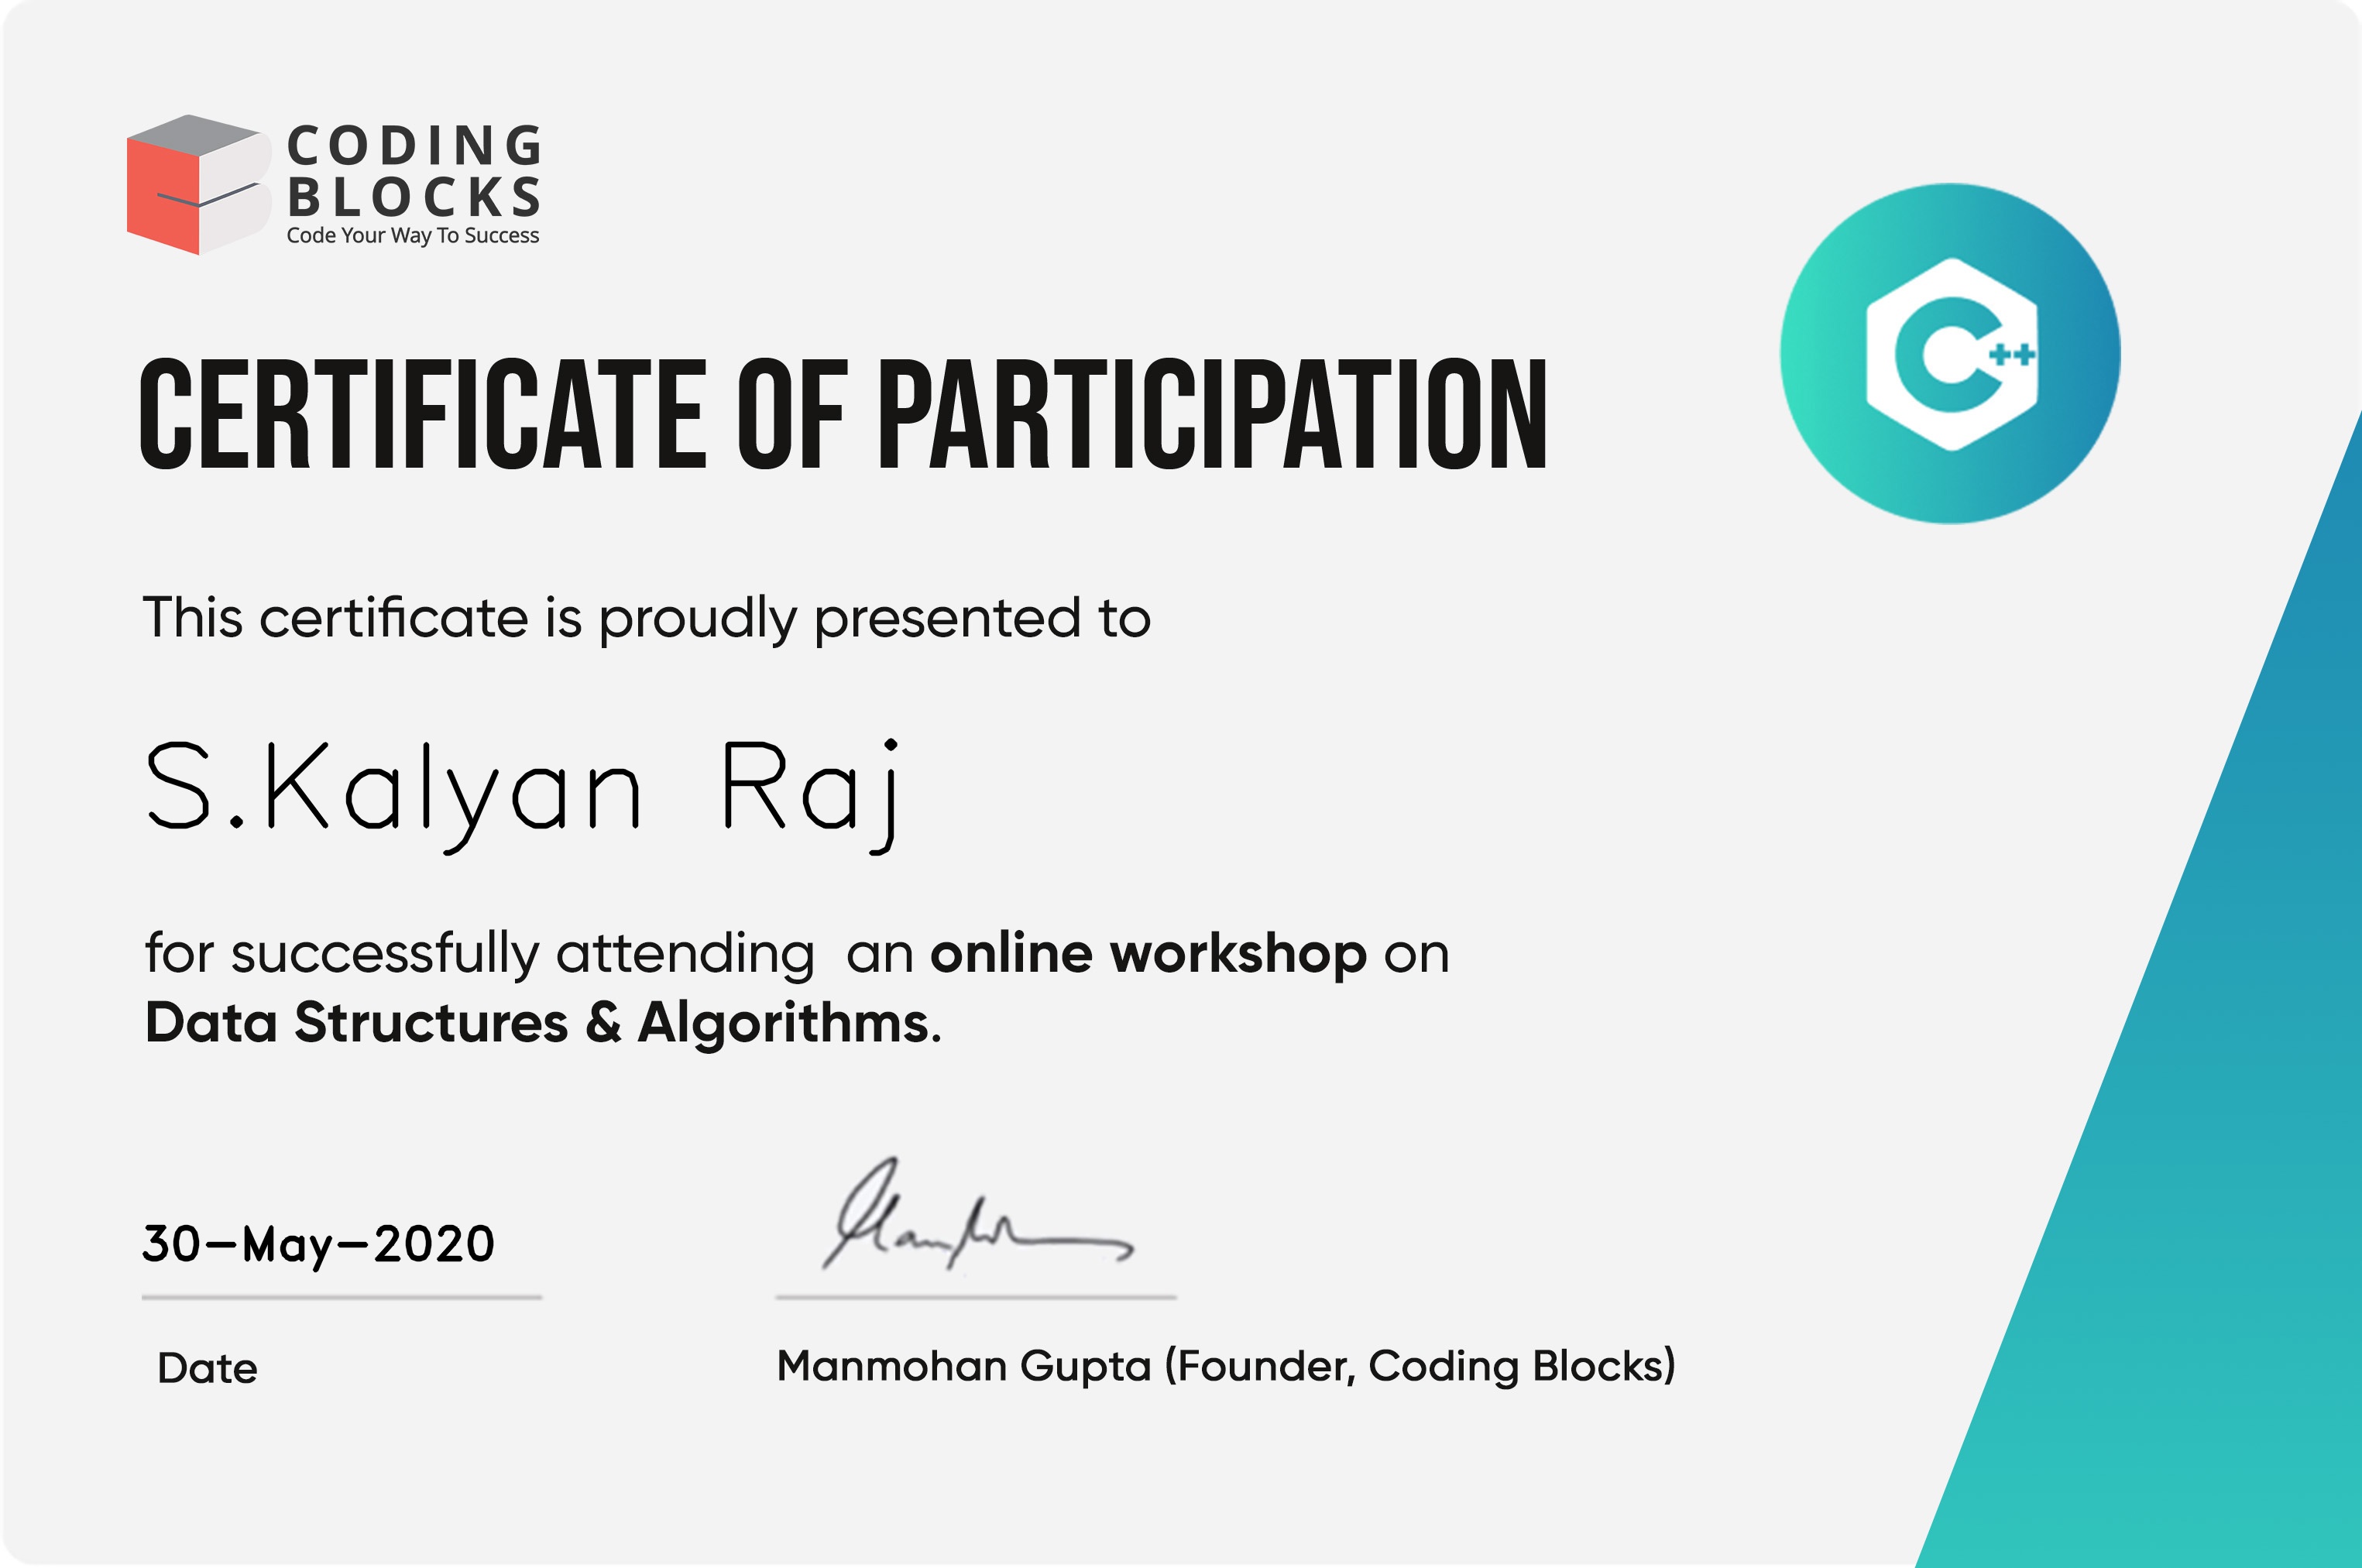 CODING
BLOCKS
Code Your Way To Success
C++
CERTIFICATE OF PARTICIPATION
This certificate is proudly presented to
S.Kalyan Raj
for successfully attending an online workshop on
Data Structures & Algorithms.
30-May-2020
Date
Manmohan Gupta (Founder, Coding Blocks)